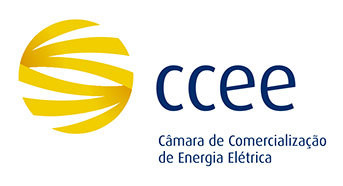 ccee
Câmara de Comercialização
de Energia Elétrica